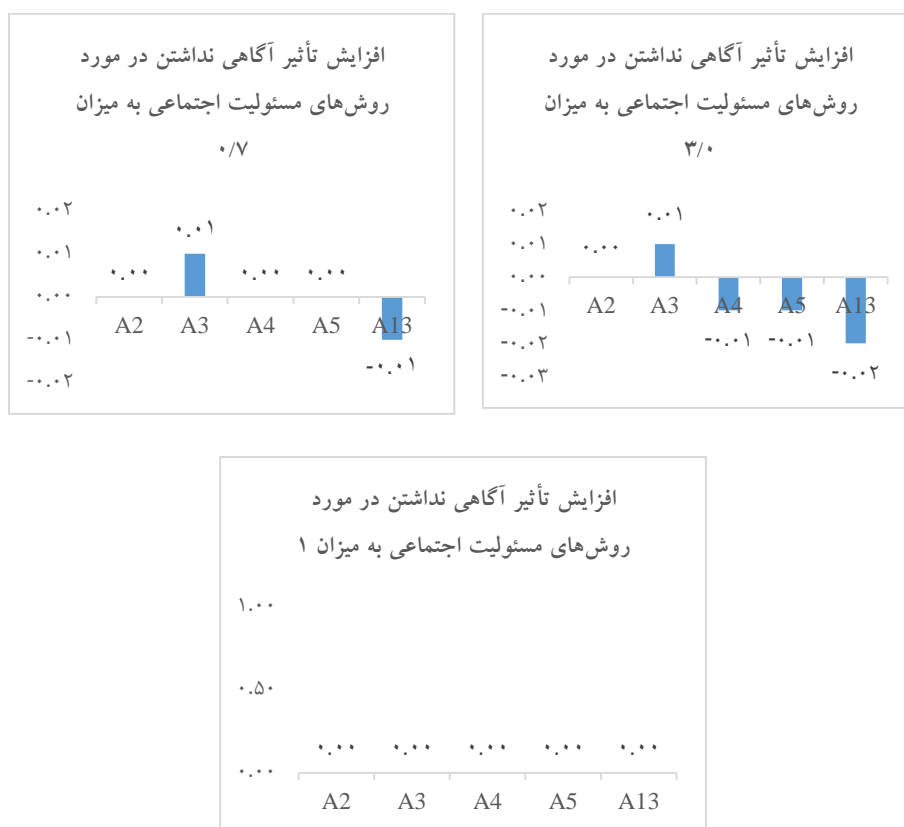 افزایش تأثیر آگاهی نداشتن در مورد
روش‌های مسئولیت اجتماعی به میزان
۳/۰
۰.۰۲
۰.۰۱
۰.۰۰
-۰.۰۱
-۰.۰۲
-۰.۰۳
۰.۰۰ ۰.۰۱ -۰.۰۱ -۰.۰۱ -۰.۰۲
A2 A3 A4 A5 A13
افزایش تأثیر آگاهی نداشتن در مورد
روش‌های مسئولیت اجتماعی به میزان
۰/۷
۰.۰۲
۰.۰۱
۰.۰۰
-۰.۰۱
-۰.۰۲
۰.۰۰ ۰.۰۱ ۰.۰۰ ۰.۰۰ -۰.۰۱
A2 A3 A4 A5 A13
افزایش تأثیر آگاهی نداشتن در مورد
روش‌های مسئولیت اجتماعی به میزان ۱
۱.۰۰
۰.۵۰
۰.۰۰
۰.۰۰ ۰.۰۰ ۰.۰۰ ۰.۰۰ ۰.۰۰
A2 A3 A4 A5 A13